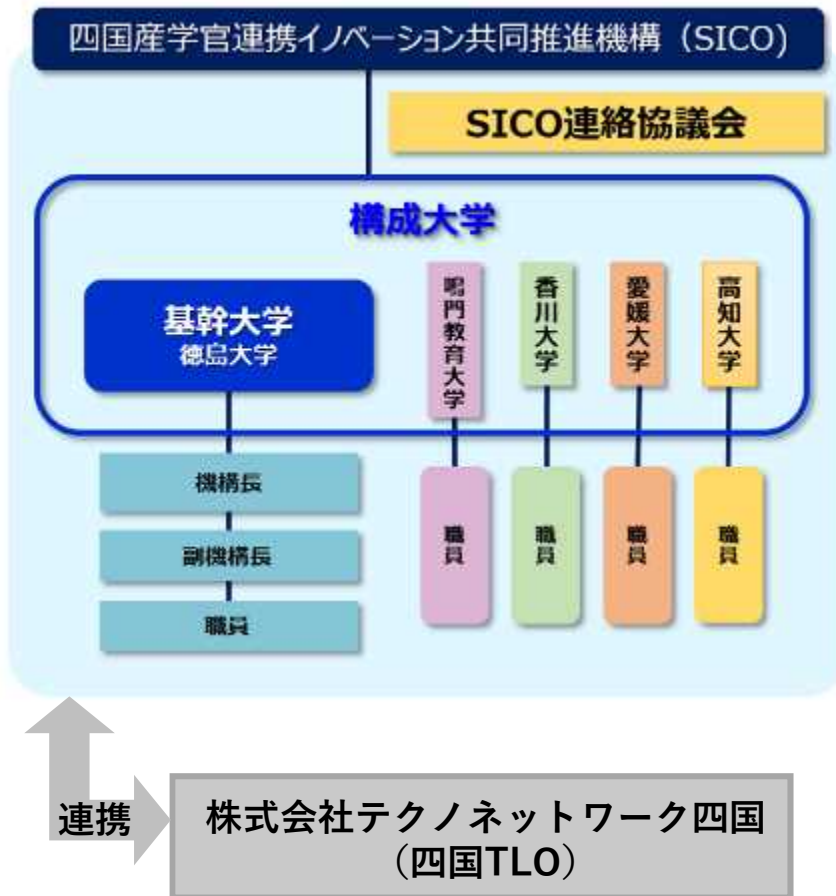 四国産学官連携イノベーション共同推進機構（SICO)
SICO連絡協議会
構成大学
基幹大学
徳島大学
鳴門教育大学
香川大学
愛媛大学
高知大学
機構長
副機構長
職員
職員
職員
職員
職員
連携
株式会社テクノネットワーク四国
（四国TLO）